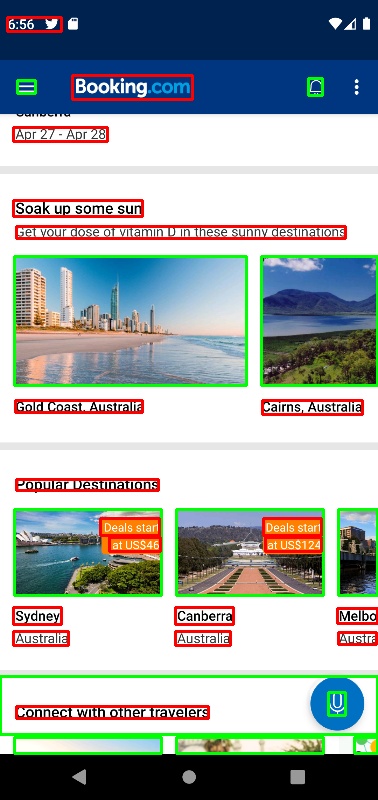 6:56
Booking.com
Canberra
Apr 27 - Apr 28
Soak up some sun
Get your dose of vitamin D in these sunny destinations
Gold Coast, Australia
Cairns, Australia
Popular Destinations
Deals start
at US$46
Deals start
at US$124
Sydney
Canberra
Melbo
Australia
Australia
Austra
Connect with other travelers